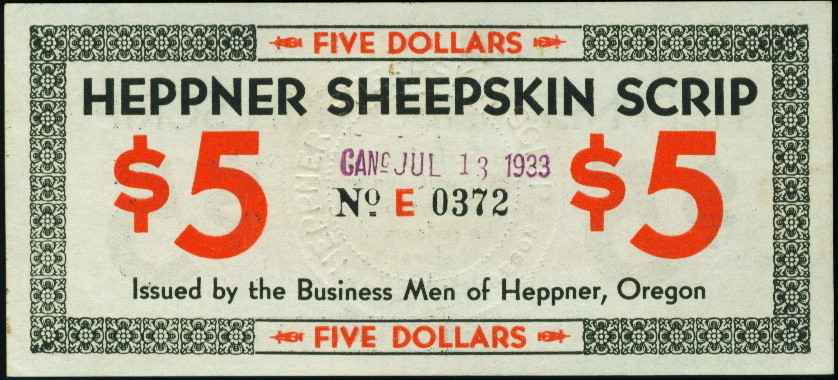 FIVE DOLLARS
HEPPNER SHEEPSKIN SCRIP
$5 $5
CANC JUL 13 1933
No E 0372
Issued by the Business Men of Heppner, Oregon
FIVE DOLLARS